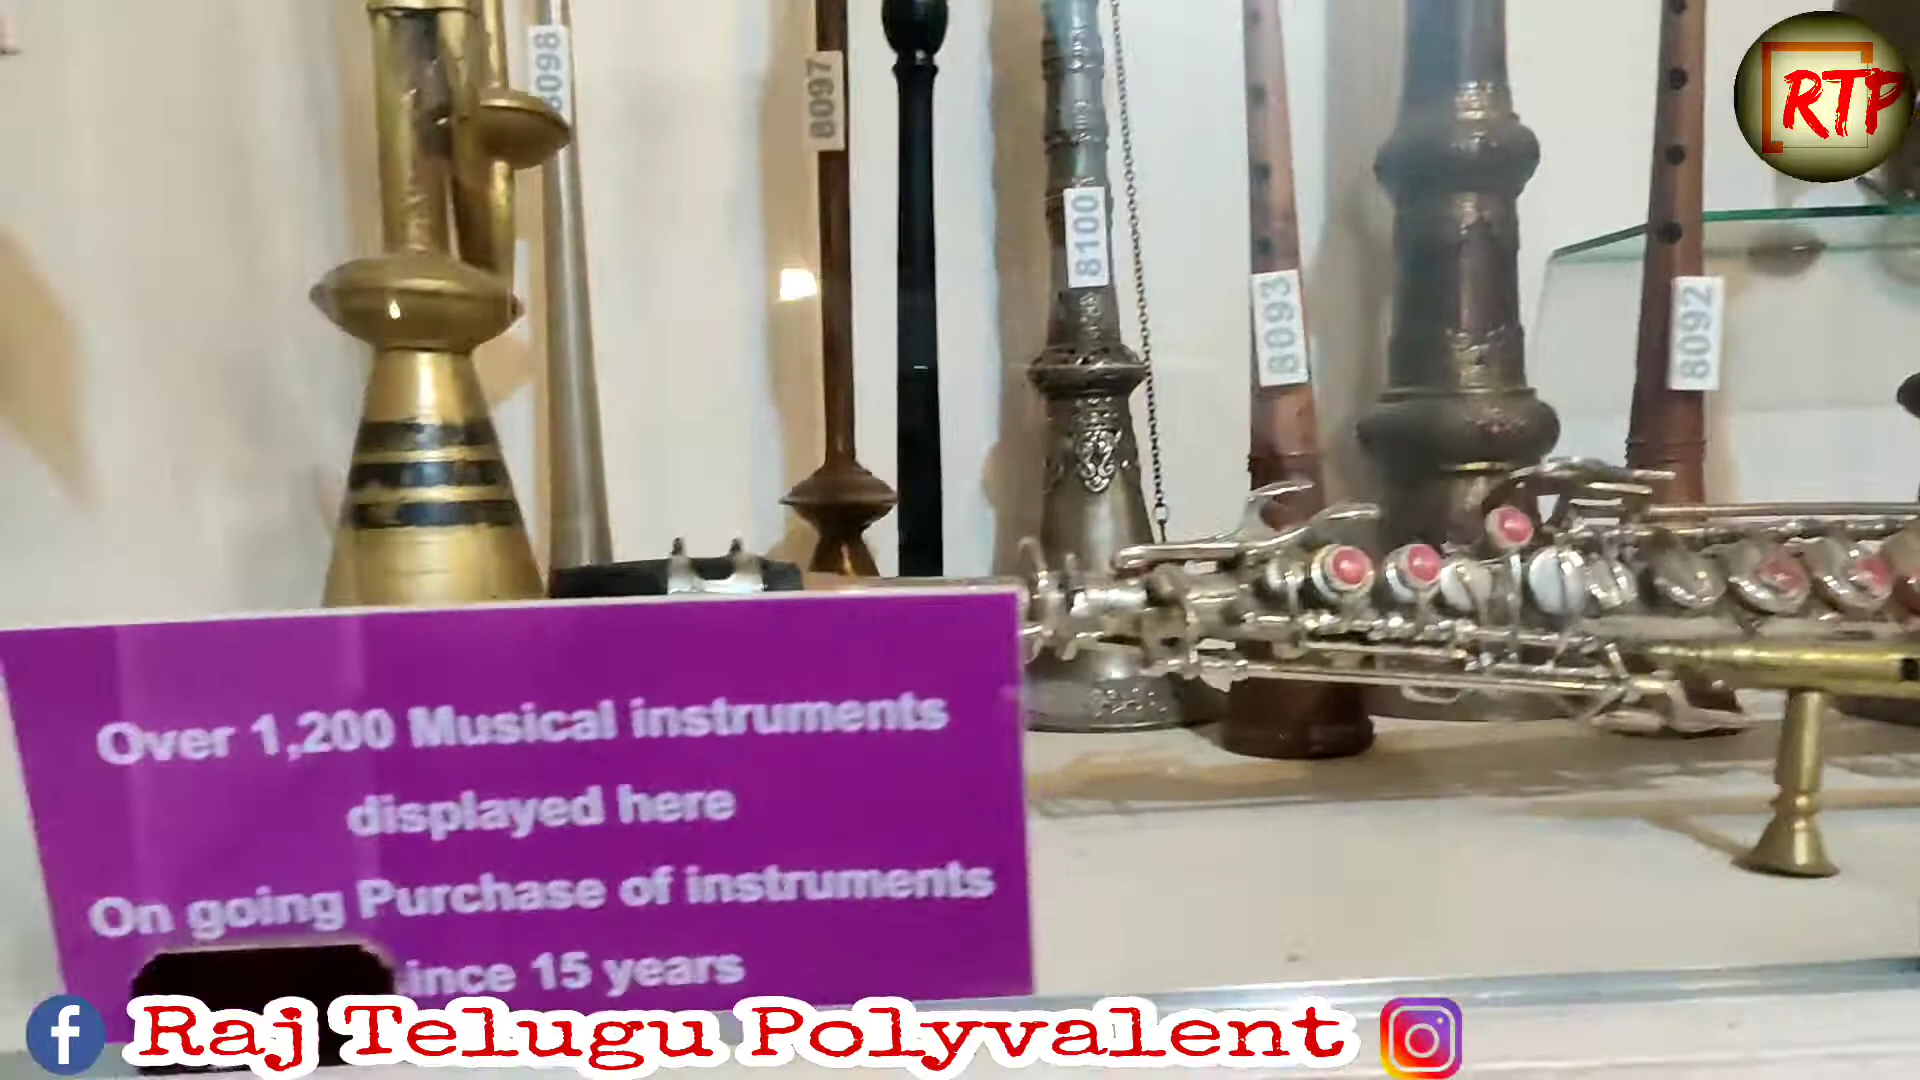 8098
8097
8100
8093
8092
RTP
Over 1,200 Musical instruments
displayed here
On going Purchase of instruments
ince 15 years
Raj Telugu Polyvalent